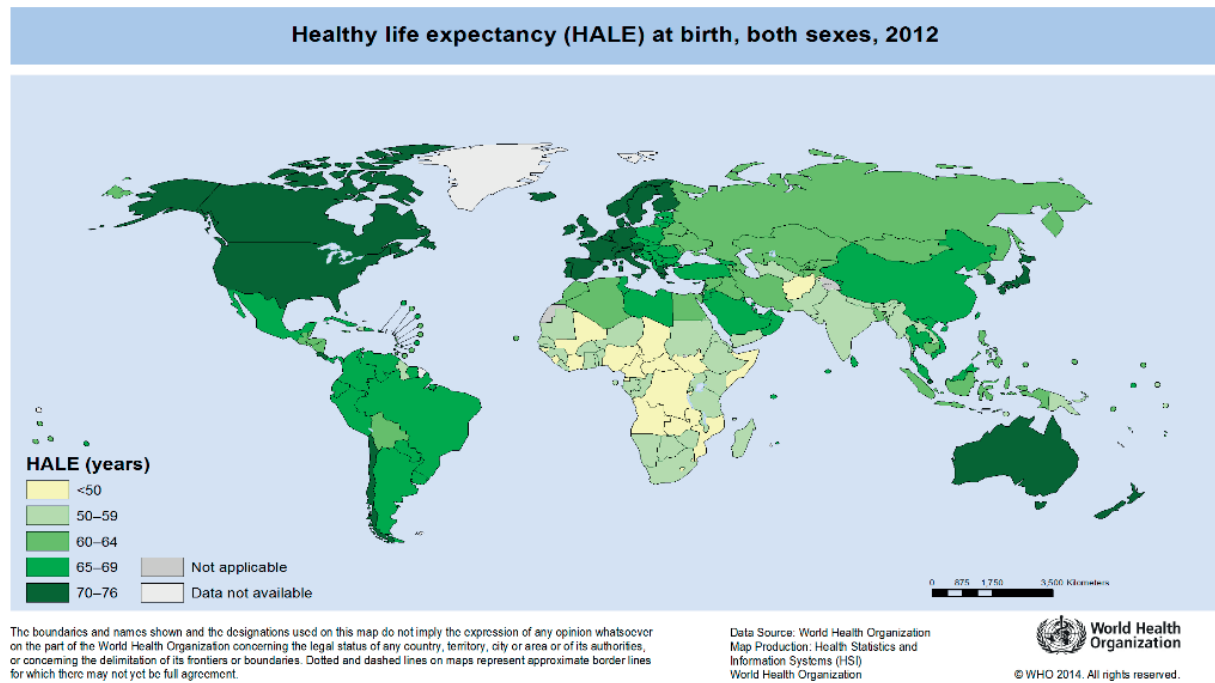 Healthy life expectancy (HALE) at birth, both sexes, 2012
HALE (years)
<50
50–59
60–64
65–69
70–76
Not applicable
Data not available
0 875 1,750 3,500 Kilometers
The boundaries and names shown and the designations used on this map do not imply the expression of any opinion whatsoever
on the part of the World Health Organization concerning the legal status of any country, territory, city or area or of its authorities,
or concerning the delimitation of its frontiers or boundaries. Dotted and dashed lines on maps represent approximate border lines
for which there may not yet be full agreement.
Data Source: World Health Organization
Map Production: Health Statistics and
Information Systems (HSI)
World Health Organization
World Health
Organization
© WHO 2014. All rights reserved.